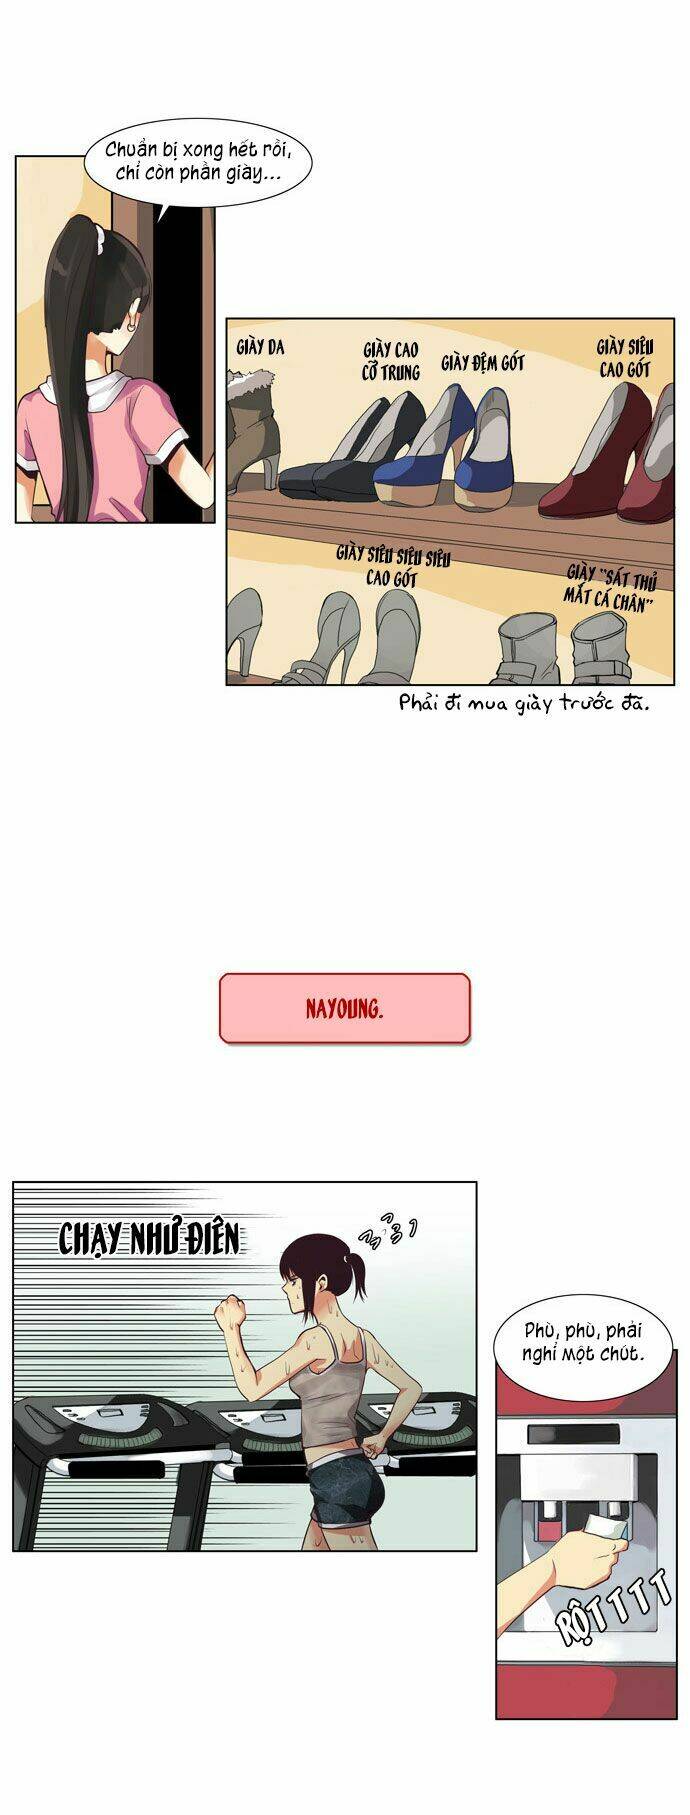 Chuẩn bị xong hết rồi,
chỉ còn phần giày...
GIÀY DA
GIÀY CAO
CỠ TRUNG
GIÀY ĐỆM GÓT
GIÀY SIÊU
CAO GÓT
GIÀY SIÊU SIÊU SIÊU
CAO GÓT
GIÀY "SÁT THỦ
MẮT CÁ CHÂN"
Phải đi mua giày trước đã.
NAYOUNG.
CHẠY NHƯ ĐIÊN
Phù, phù, phải
nghỉ một chút.
RỘTTTT